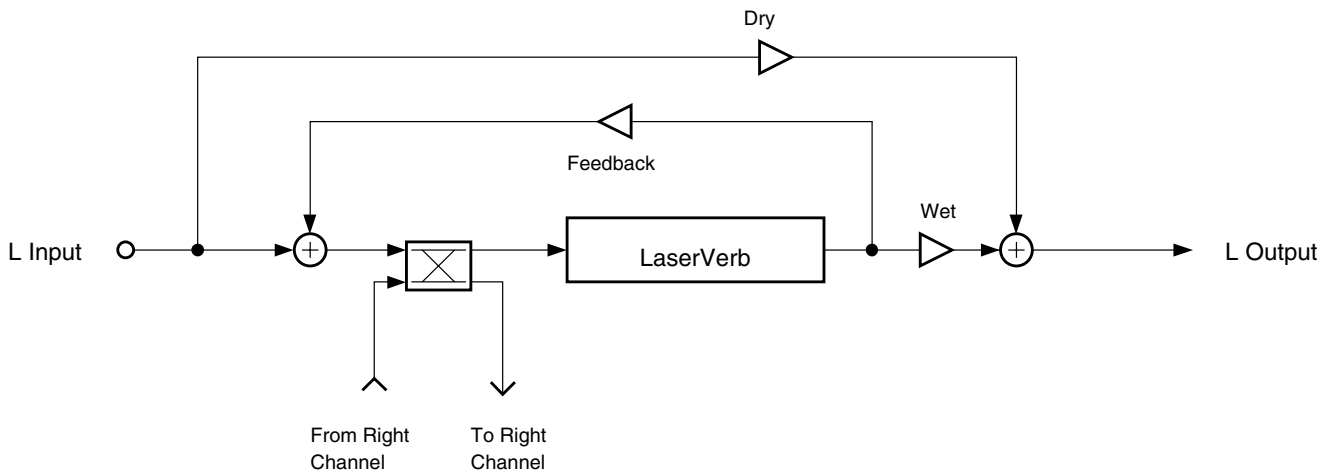 Dry
Feedback
Wet
L Input
LaserVerb
L Output
From Right
Channel
To Right
Channel